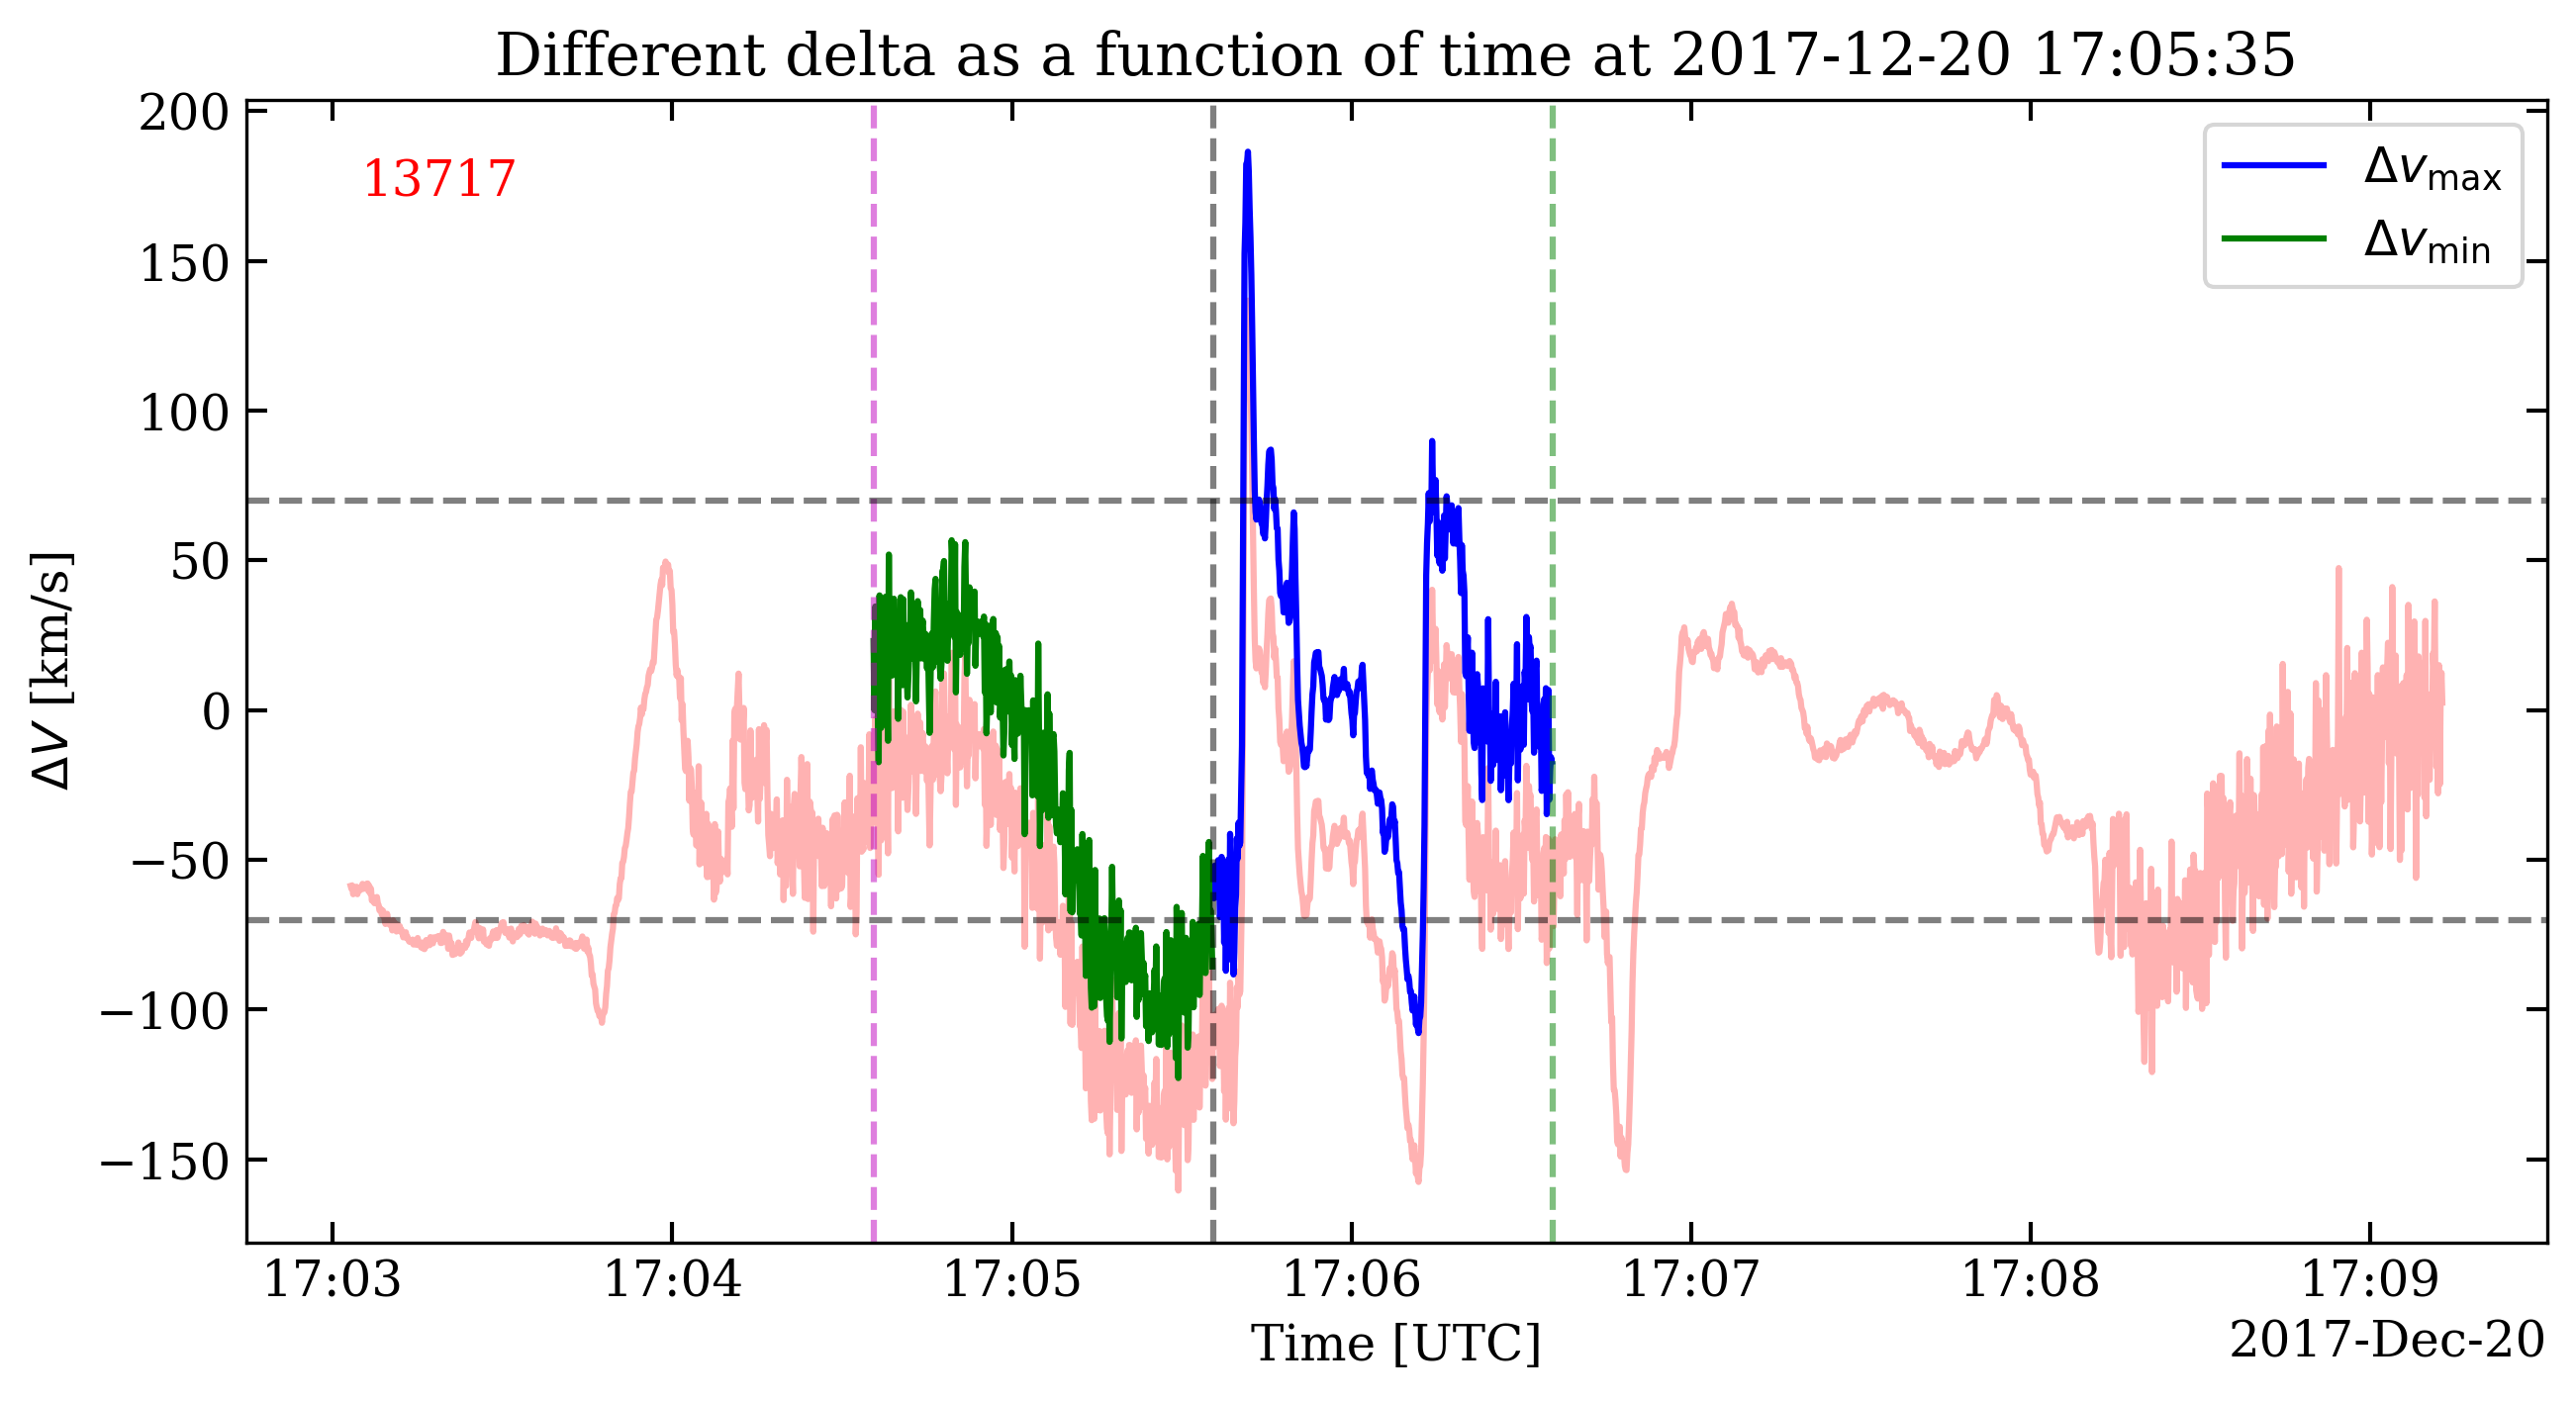 Different delta as a function of time at 2017-12-20 17:05:35
13717
Δv_max
Δv_min
200
150
100
50
0
−50
−100
−150
ΔV [km/s]
17:03 17:04 17:05 17:06 17:07 17:08 17:09
Time [UTC]
2017-Dec-20